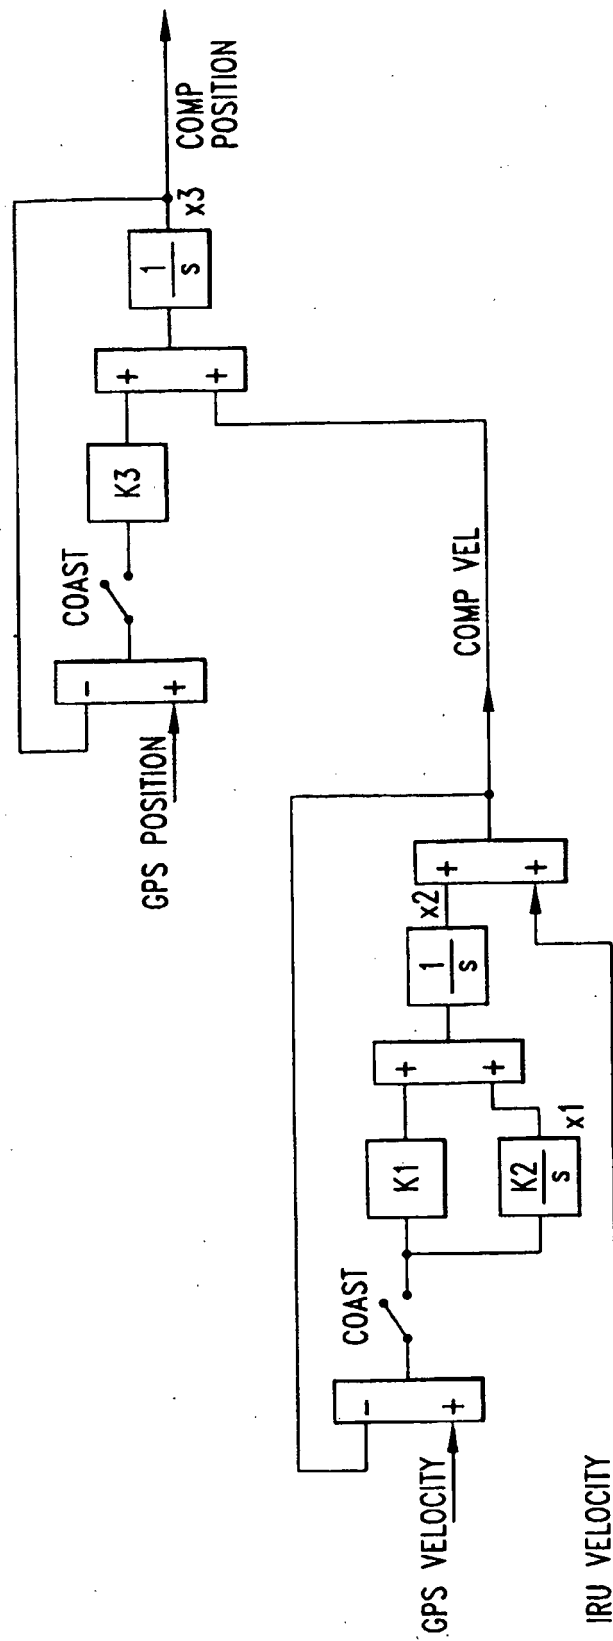 GPS POSITION
-
+
COAST
K3
+
+
1
s
x3
COMP
POSITION
GPS VELOCITY
-
+
COAST
K1
K2
s
x1
+
+
1
s
x2
+
+
COMP VEL
IRU VELOCITY